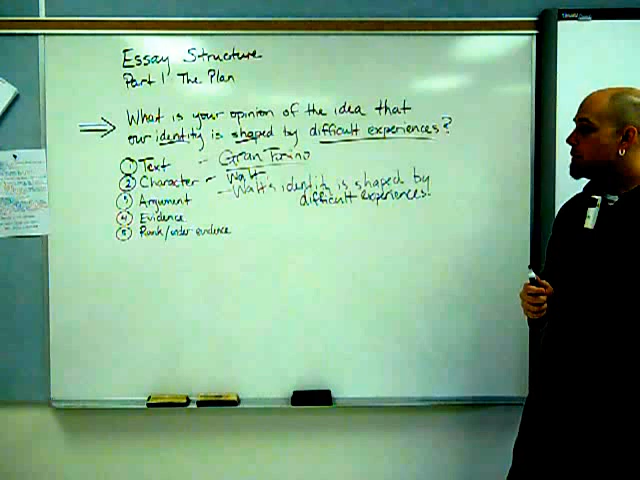 Essay Structure
Part 1 The Plan
What is your opinion of the idea that
our identity is shaped by difficult experiences?
1 Text - Gran Torino
2 Character - Walt
3 Argument - Walt's identity is shaped by
difficult experiences.
4 Evidence
5 Rank/order evidence